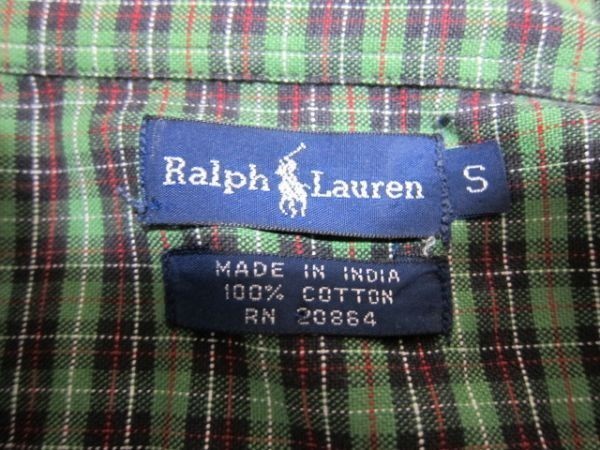 Ralph Lauren
S
MADE IN INDIA
100% COTTON
RN 20864